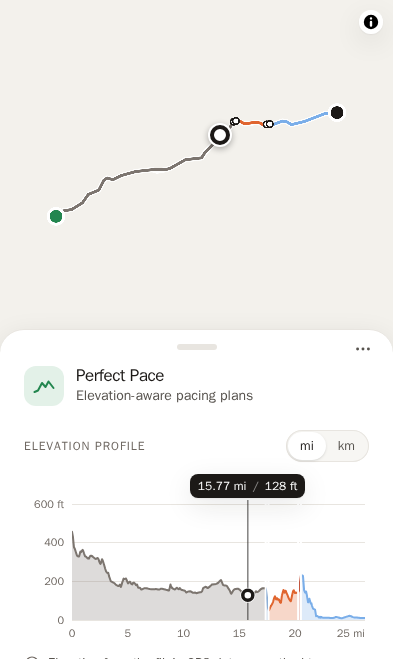 Perfect Pace
Elevation-aware pacing plans
ELEVATION PROFILE
mi
km
15.77 mi / 128 ft
600 ft
400
200
0
0
5
10
15
20
25 mi